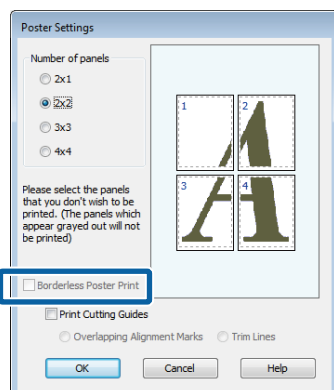 Poster Settings
Number of panels
2x1
2x2
3x3
4x4
1
2
3
4
Please select the panels
that you don't wish to be
printed. (The panels which
appear grayed out will not
be printed)
Borderless Poster Print
Print Cutting Guides
Overlapping Alignment Marks
Trim Lines
OK
Cancel
Help